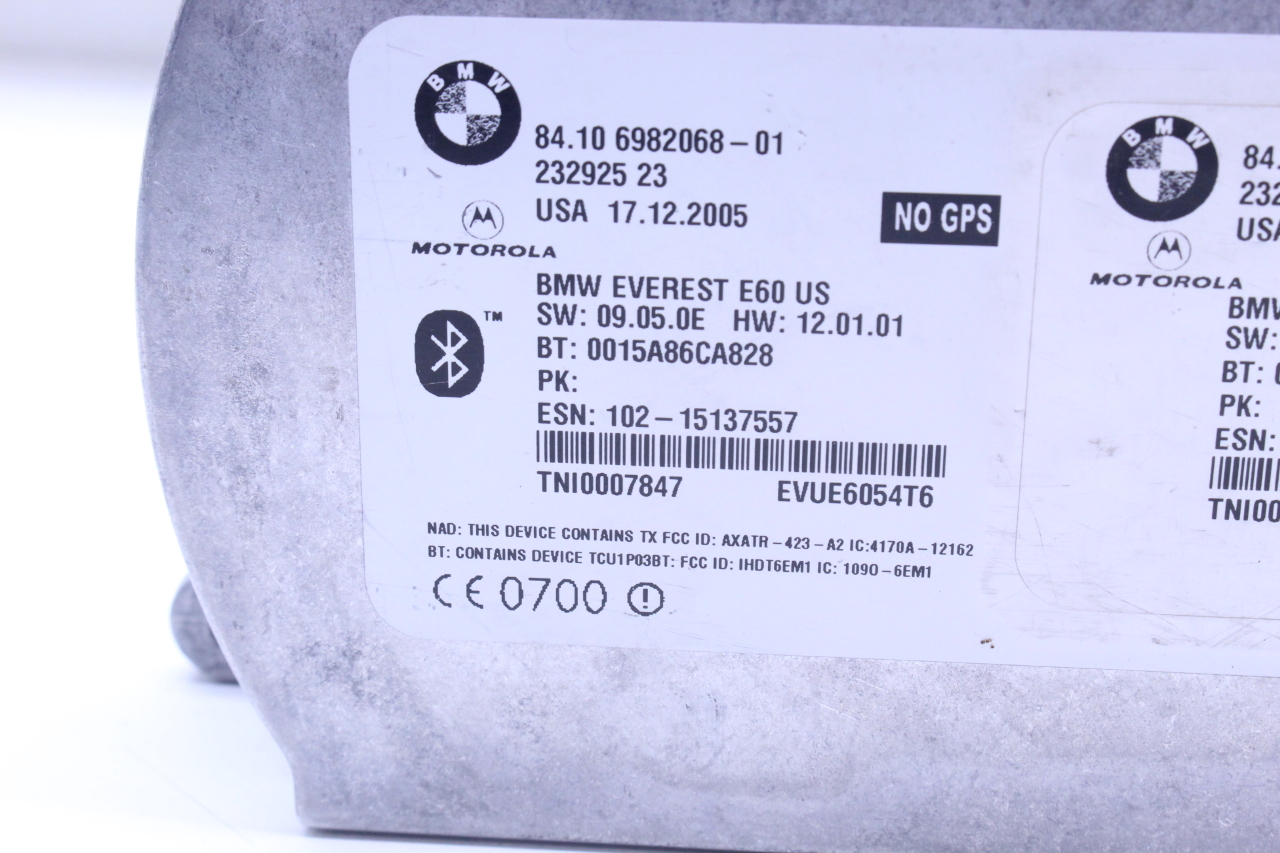 BMW
84.10 6982068-01
232925 23
USA 17.12.2005
NO GPS
MOTOROLA
BMW EVEREST E60 US
SW: 09.05.0E HW: 12.01.01
TM
BT: 0015A86CA828
PK:
ESN: 102-15137557
TNI0007847 EVUE6054T6
NAD: THIS DEVICE CONTAINS TX FCC ID: AXATR-423-A2 IC:4170A-12162
BT: CONTAINS DEVICE TCU1P03BT: FCC ID: IHDT6EM1 IC: 1090-6EM1
CE 0700
BMW
84.
232
USA
MOTOROLA
BMW
SW:
BT: 0
PK:
ESN:
TNI00